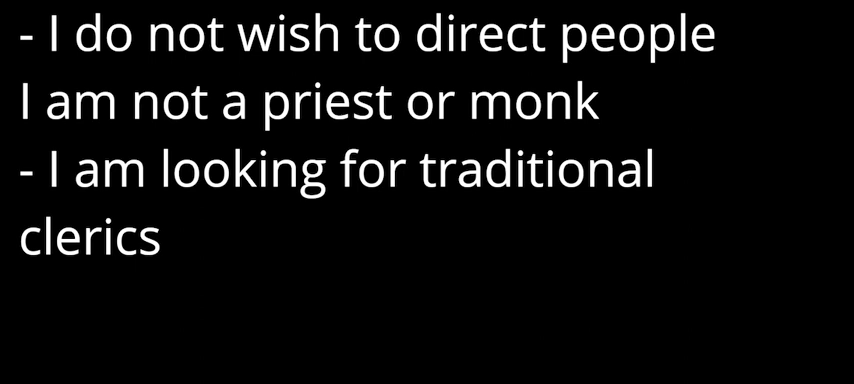 - I do not wish to direct people
I am not a priest or monk
- I am looking for traditional
clerics